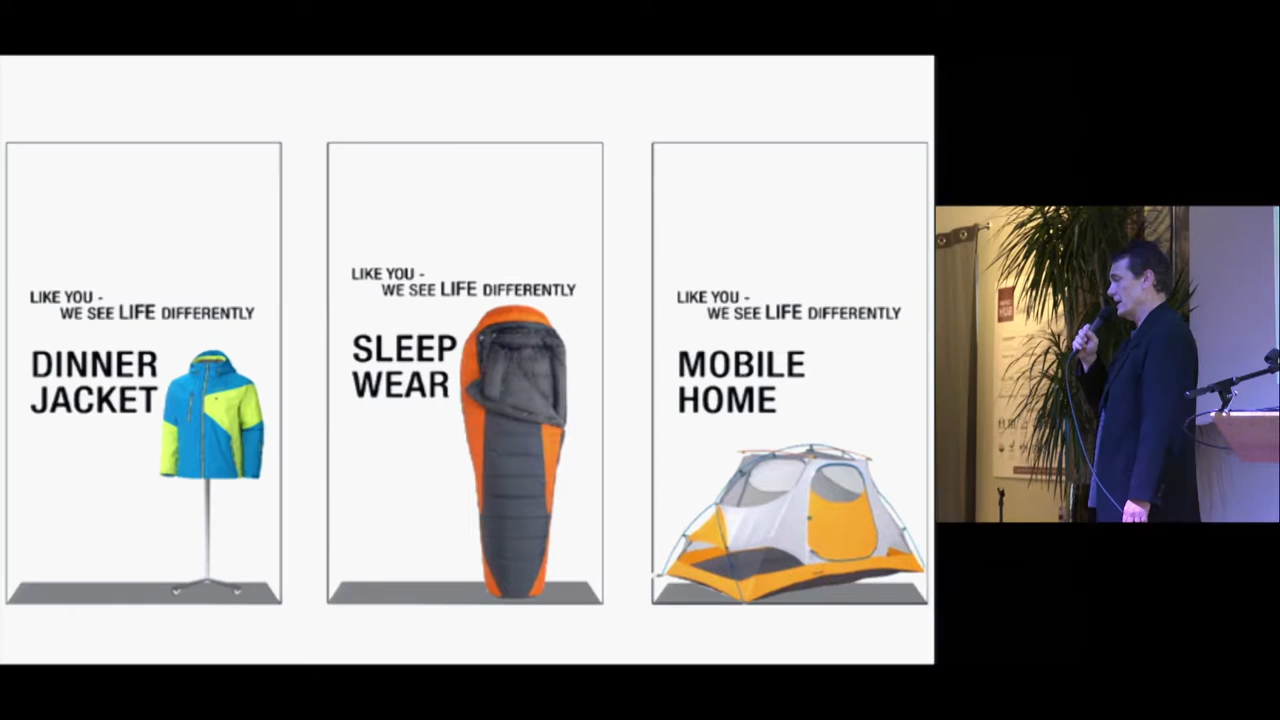 LIKE YOU -
WE SEE LIFE DIFFERENTLY
DINNER
JACKET
LIKE YOU -
WE SEE LIFE DIFFERENTLY
SLEEP
WEAR
LIKE YOU -
WE SEE LIFE DIFFERENTLY
MOBILE
HOME